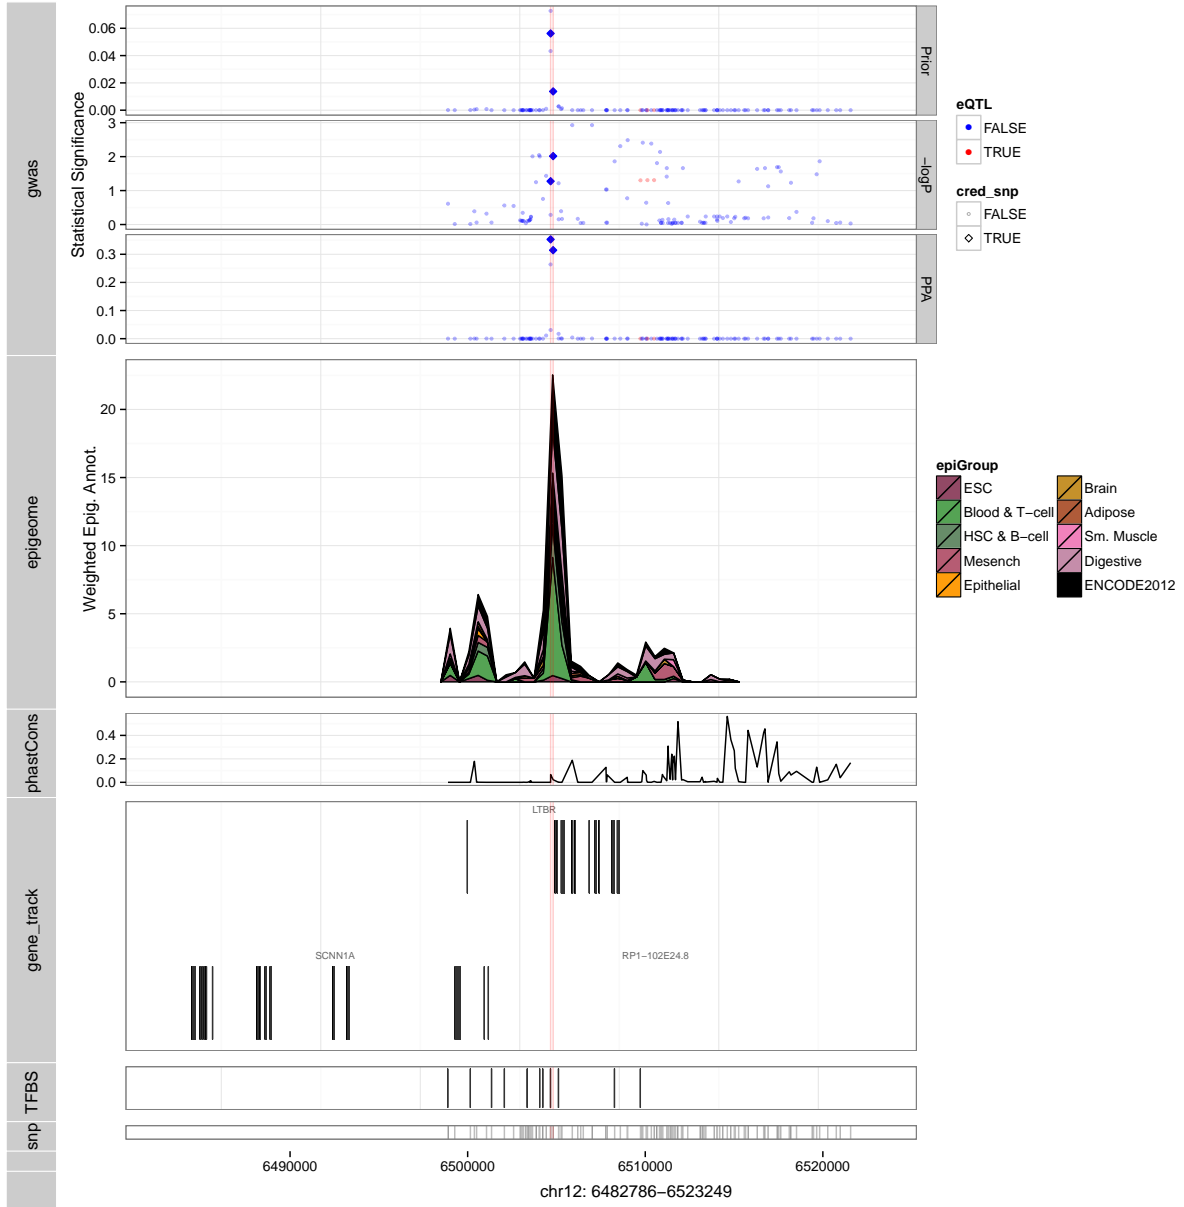 gwas
Statistical Significance
0.06
0.04
0.02
0.00
Prior
3
2
1
0
-logP
0.3
0.2
0.1
0.0
PPA
eQTL
FALSE
TRUE
cred_snp
FALSE
TRUE
epigeome
Weighted Epig. Annot.
20
15
10
5
0
epiGroup
ESC
Blood & T-cell
HSC & B-cell
Mesench
Epithelial
Brain
Adipose
Sm. Muscle
Digestive
ENCODE2012
phastCons
0.4
0.2
0.0
gene_track
LTBR
SCNN1A
RP1-102E24.8
TFBS
snp
6490000
6500000
6510000
6520000
chr12: 6482786-6523249